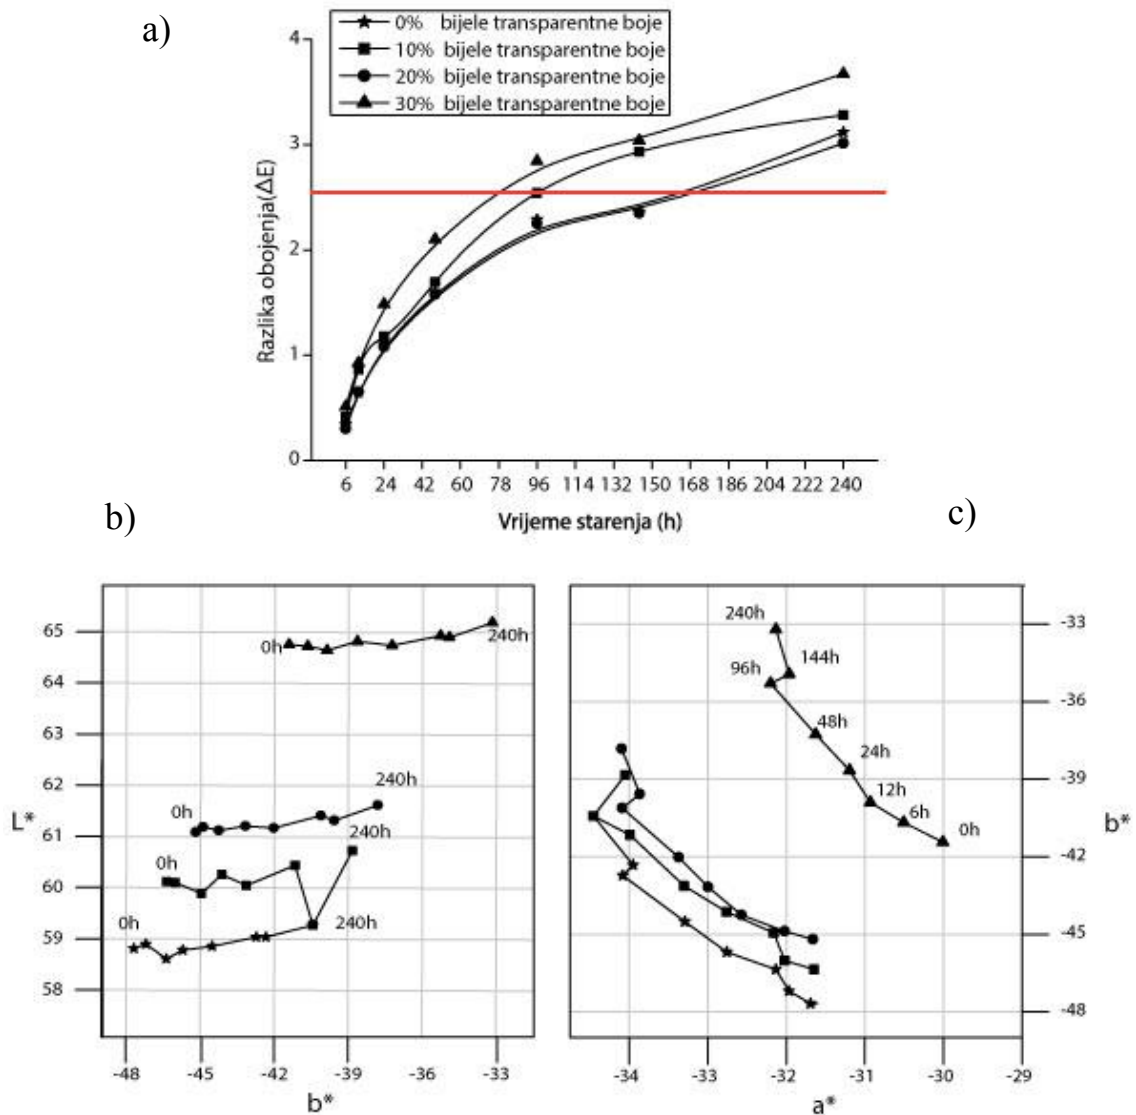 a)
0% bijele transparentne boje
10% bijele transparentne boje
20% bijele transparentne boje
30% bijele transparentne boje
4
3
2
1
0
Razlika obojenja(ΔE)
6 24 42 60 78 96 114 132 150 168 186 204 222 240
Vrijeme starenja (h)
b)
65
64
63
62
61
60
59
58
L*
0h
240h
0h
240h
0h
240h
0h
240h
-48 -45 -42 -39 -36 -33
b*
c)
240h
144h
96h
48h
24h
12h
6h
0h
-33
-36
-39
-42
-45
-48
b*
-34 -33 -32 -31 -30 -29
a*